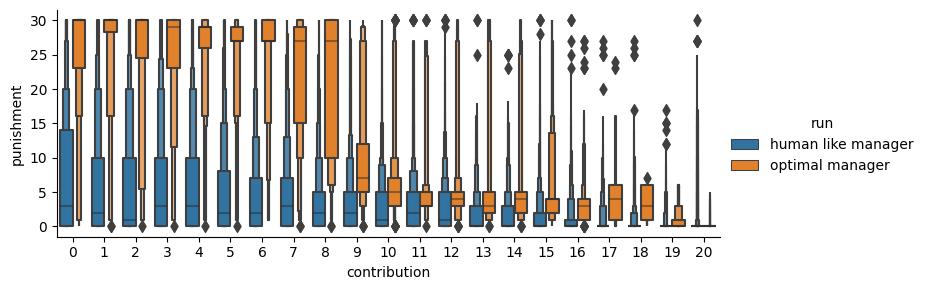 30
25
20
15
10
5
0
punishment
0 1 2 3 4 5 6 7 8 9 10 11 12 13 14 15 16 17 18 19 20
contribution
run
human like manager
optimal manager